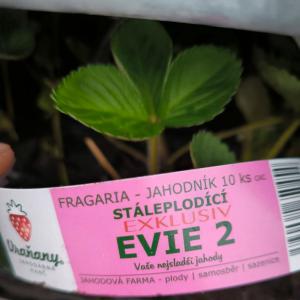 FRAGARIA - JAHODNÍK 10 ks
STÁLEPLODÍCÍ
EXKLUSIV
EVIE 2
Vaše nejsladší jahody
JAHODOVÁ FARMA - plody | samosběr | sazenice
Vraňany